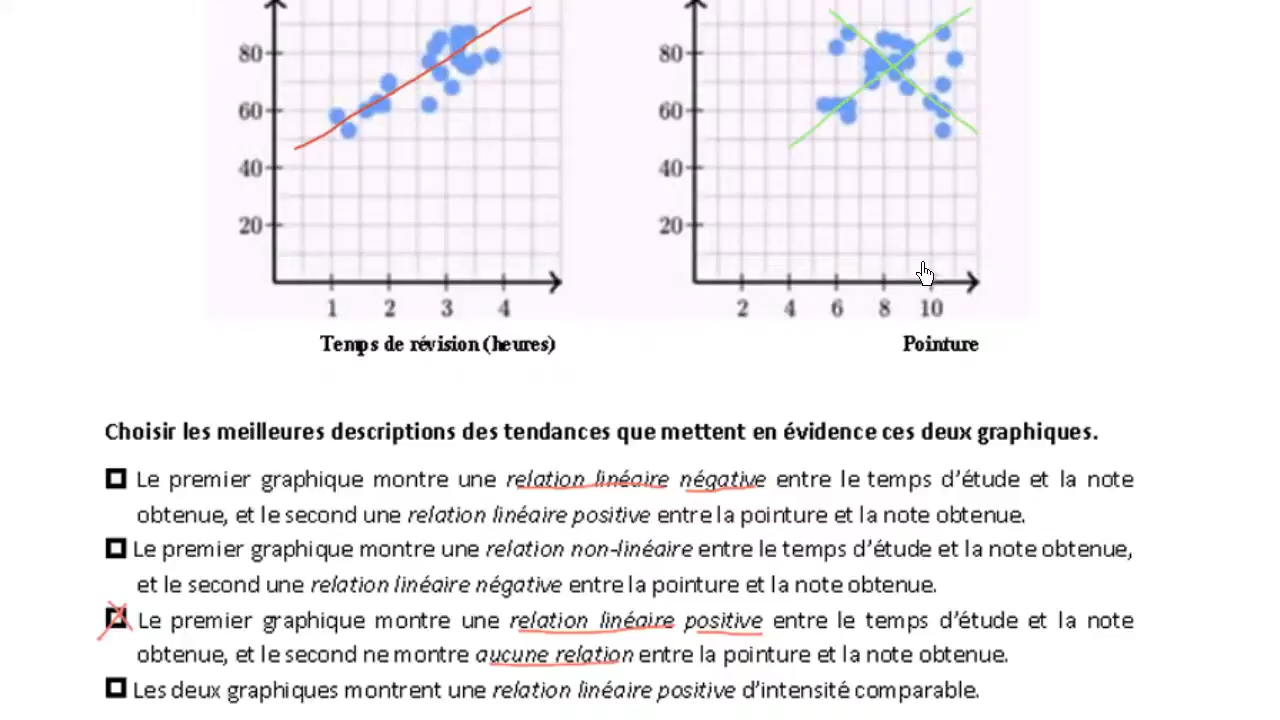 80
60
40
20
1 2 3 4
Temps de révision (heures)
80
60
40
20
2 4 6 8 10
Pointure
Choisir les meilleures descriptions des tendances que mettent en évidence ces deux graphiques.
Le premier graphique montre une relation linéaire négative entre le temps d'étude et la note
obtenue, et le second une relation linéaire positive entre la pointure et la note obtenue.
Le premier graphique montre une relation non-linéaire entre le temps d'étude et la note obtenue,
et le second une relation linéaire négative entre la pointure et la note obtenue.
Le premier graphique montre une relation linéaire positive entre le temps d'étude et la note
obtenue, et le second ne montre aucune relation entre la pointure et la note obtenue.
Les deux graphiques montrent une relation linéaire positive d'intensité comparable.